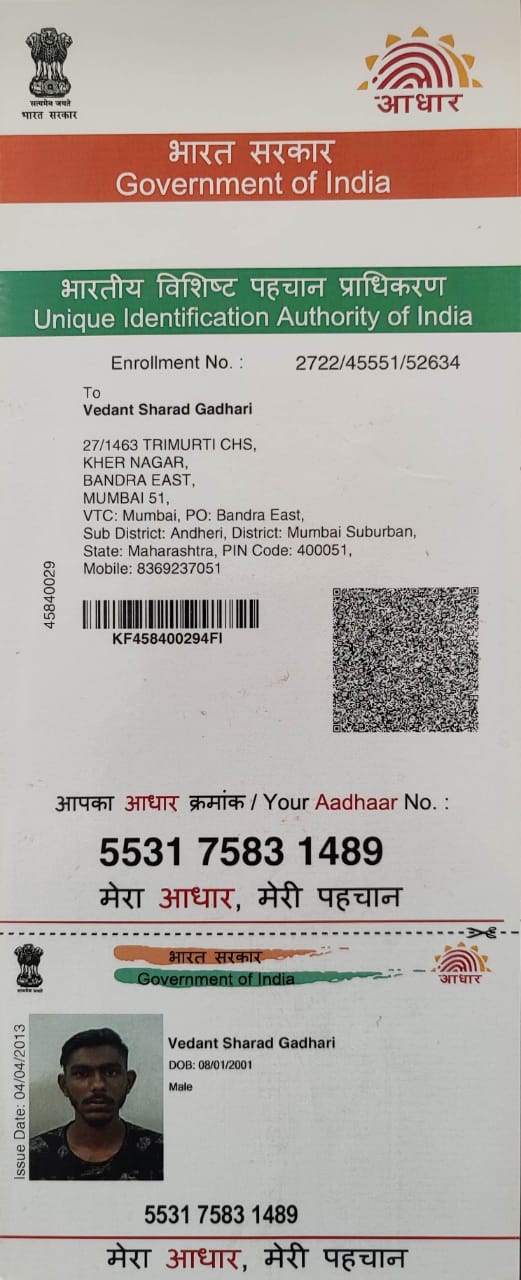 सत्यमेव जयते
भारत सरकार
आधार
भारत सरकार
Government of India
भारतीय विशिष्ट पहचान प्राधिकरण
Unique Identification Authority of India
Enrollment No. : 2722/45551/52634
To
Vedant Sharad Gadhari
27/1463 TRIMURTI CHS,
KHER NAGAR,
BANDRA EAST,
MUMBAI 51,
VTC: Mumbai, PO: Bandra East,
Sub District: Andheri, District: Mumbai Suburban,
State: Maharashtra, PIN Code: 400051,
Mobile: 8369237051
45840029
KF458400294FI
आपका आधार क्रमांक / Your Aadhaar No. :
5531 7583 1489
मेरा आधार, मेरी पहचान
भारत सरकार
Government of India
आधार
Issue Date: 04/04/2013
Vedant Sharad Gadhari
DOB: 08/01/2001
Male
5531 7583 1489
मेरा आधार, मेरी पहचान